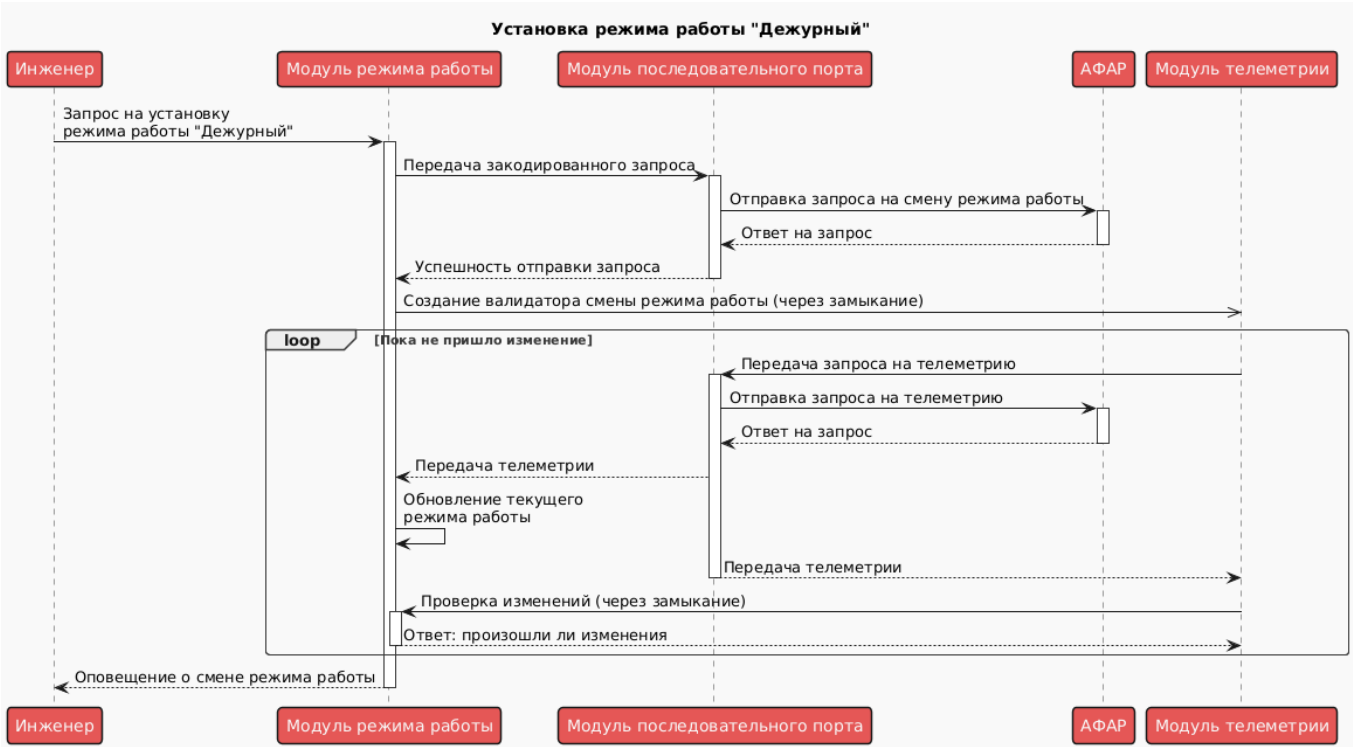 Установка режима работы "Дежурный"
Инженер
Модуль режима работы
Модуль последовательного порта
АФАР
Модуль телеметрии
Запрос на установку
режима работы "Дежурный"
Передача закодированного запроса
Отправка запроса на смену режима работы
Ответ на запрос
Успешность отправки запроса
Создание валидатора смены режима работы (через замыкание)
loop
[Пока не пришло изменение]
Передача запроса на телеметрию
Отправка запроса на телеметрию
Ответ на запрос
Передача телеметрии
Обновление текущего
режима работы
Передача телеметрии
Проверка изменений (через замыкание)
Ответ: произошли ли изменения
Оповещение о смене режима работы
Инженер
Модуль режима работы
Модуль последовательного порта
АФАР
Модуль телеметрии